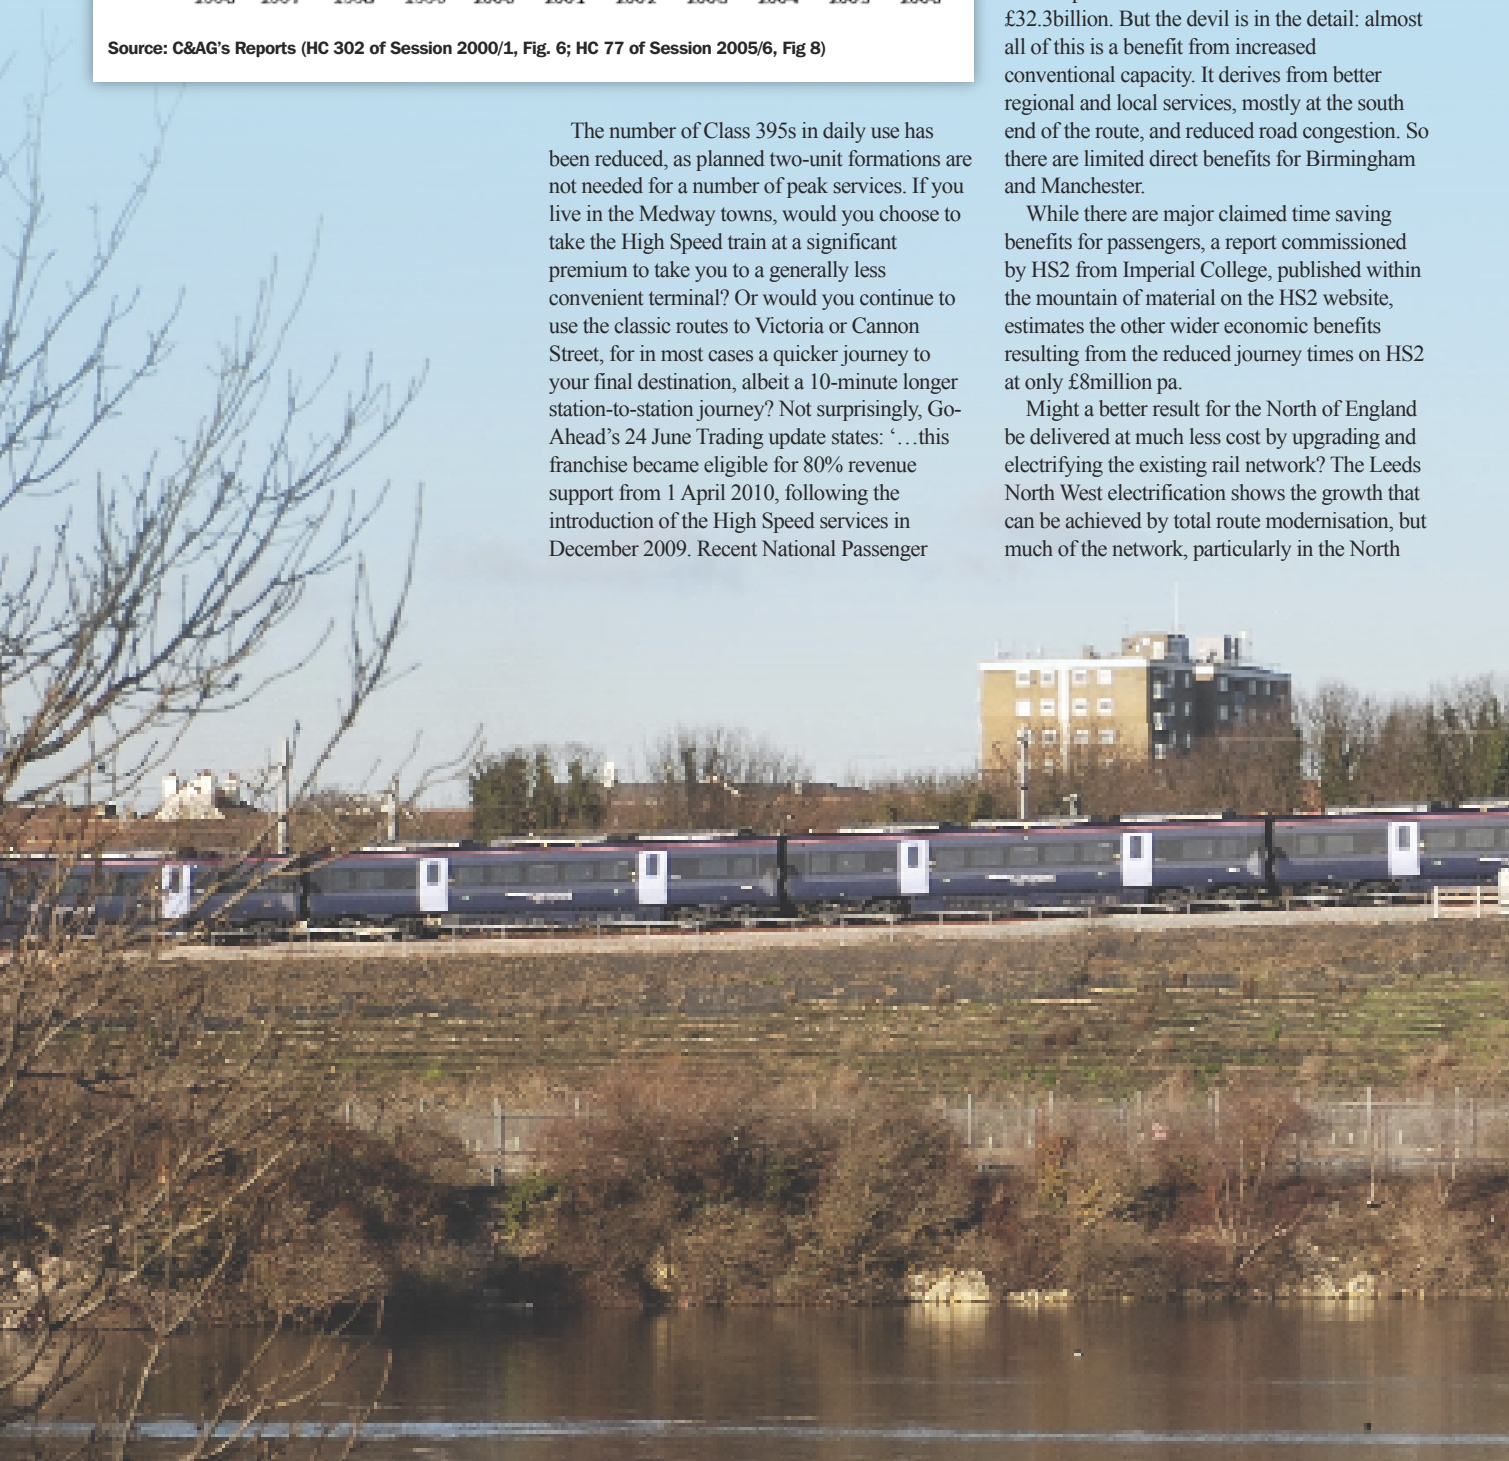 Source: C&AG's Reports (HC 302 of Session 2000/1, Fig. 6; HC 77 of Session 2005/6, Fig 8)
The number of Class 395s in daily use has
been reduced, as planned two-unit formations are
not needed for a number of peak services. If you
live in the Medway towns, would you choose to
take the High Speed train at a significant
premium to take you to a generally less
convenient terminal? Or would you continue to
use the classic routes to Victoria or Cannon
Street, for in most cases a quicker journey to
your final destination, albeit a 10-minute longer
station-to-station journey? Not surprisingly, Go-
Ahead's 24 June Trading update states: ‘…this
franchise became eligible for 80% revenue
support from 1 April 2010, following the
introduction of the High Speed services in
December 2009. Recent National Passenger
£32.3billion. But the devil is in the detail: almost
all of this is a benefit from increased
conventional capacity. It derives from better
regional and local services, mostly at the south
end of the route, and reduced road congestion. So
there are limited direct benefits for Birmingham
and Manchester.
While there are major claimed time saving
benefits for passengers, a report commissioned
by HS2 from Imperial College, published within
the mountain of material on the HS2 website,
estimates the other wider economic benefits
resulting from the reduced journey times on HS2
at only £8million pa.
Might a better result for the North of England
be delivered at much less cost by upgrading and
electrifying the existing rail network? The Leeds
North West electrification shows the growth that
can be achieved by total route modernisation, but
much of the network, particularly in the North